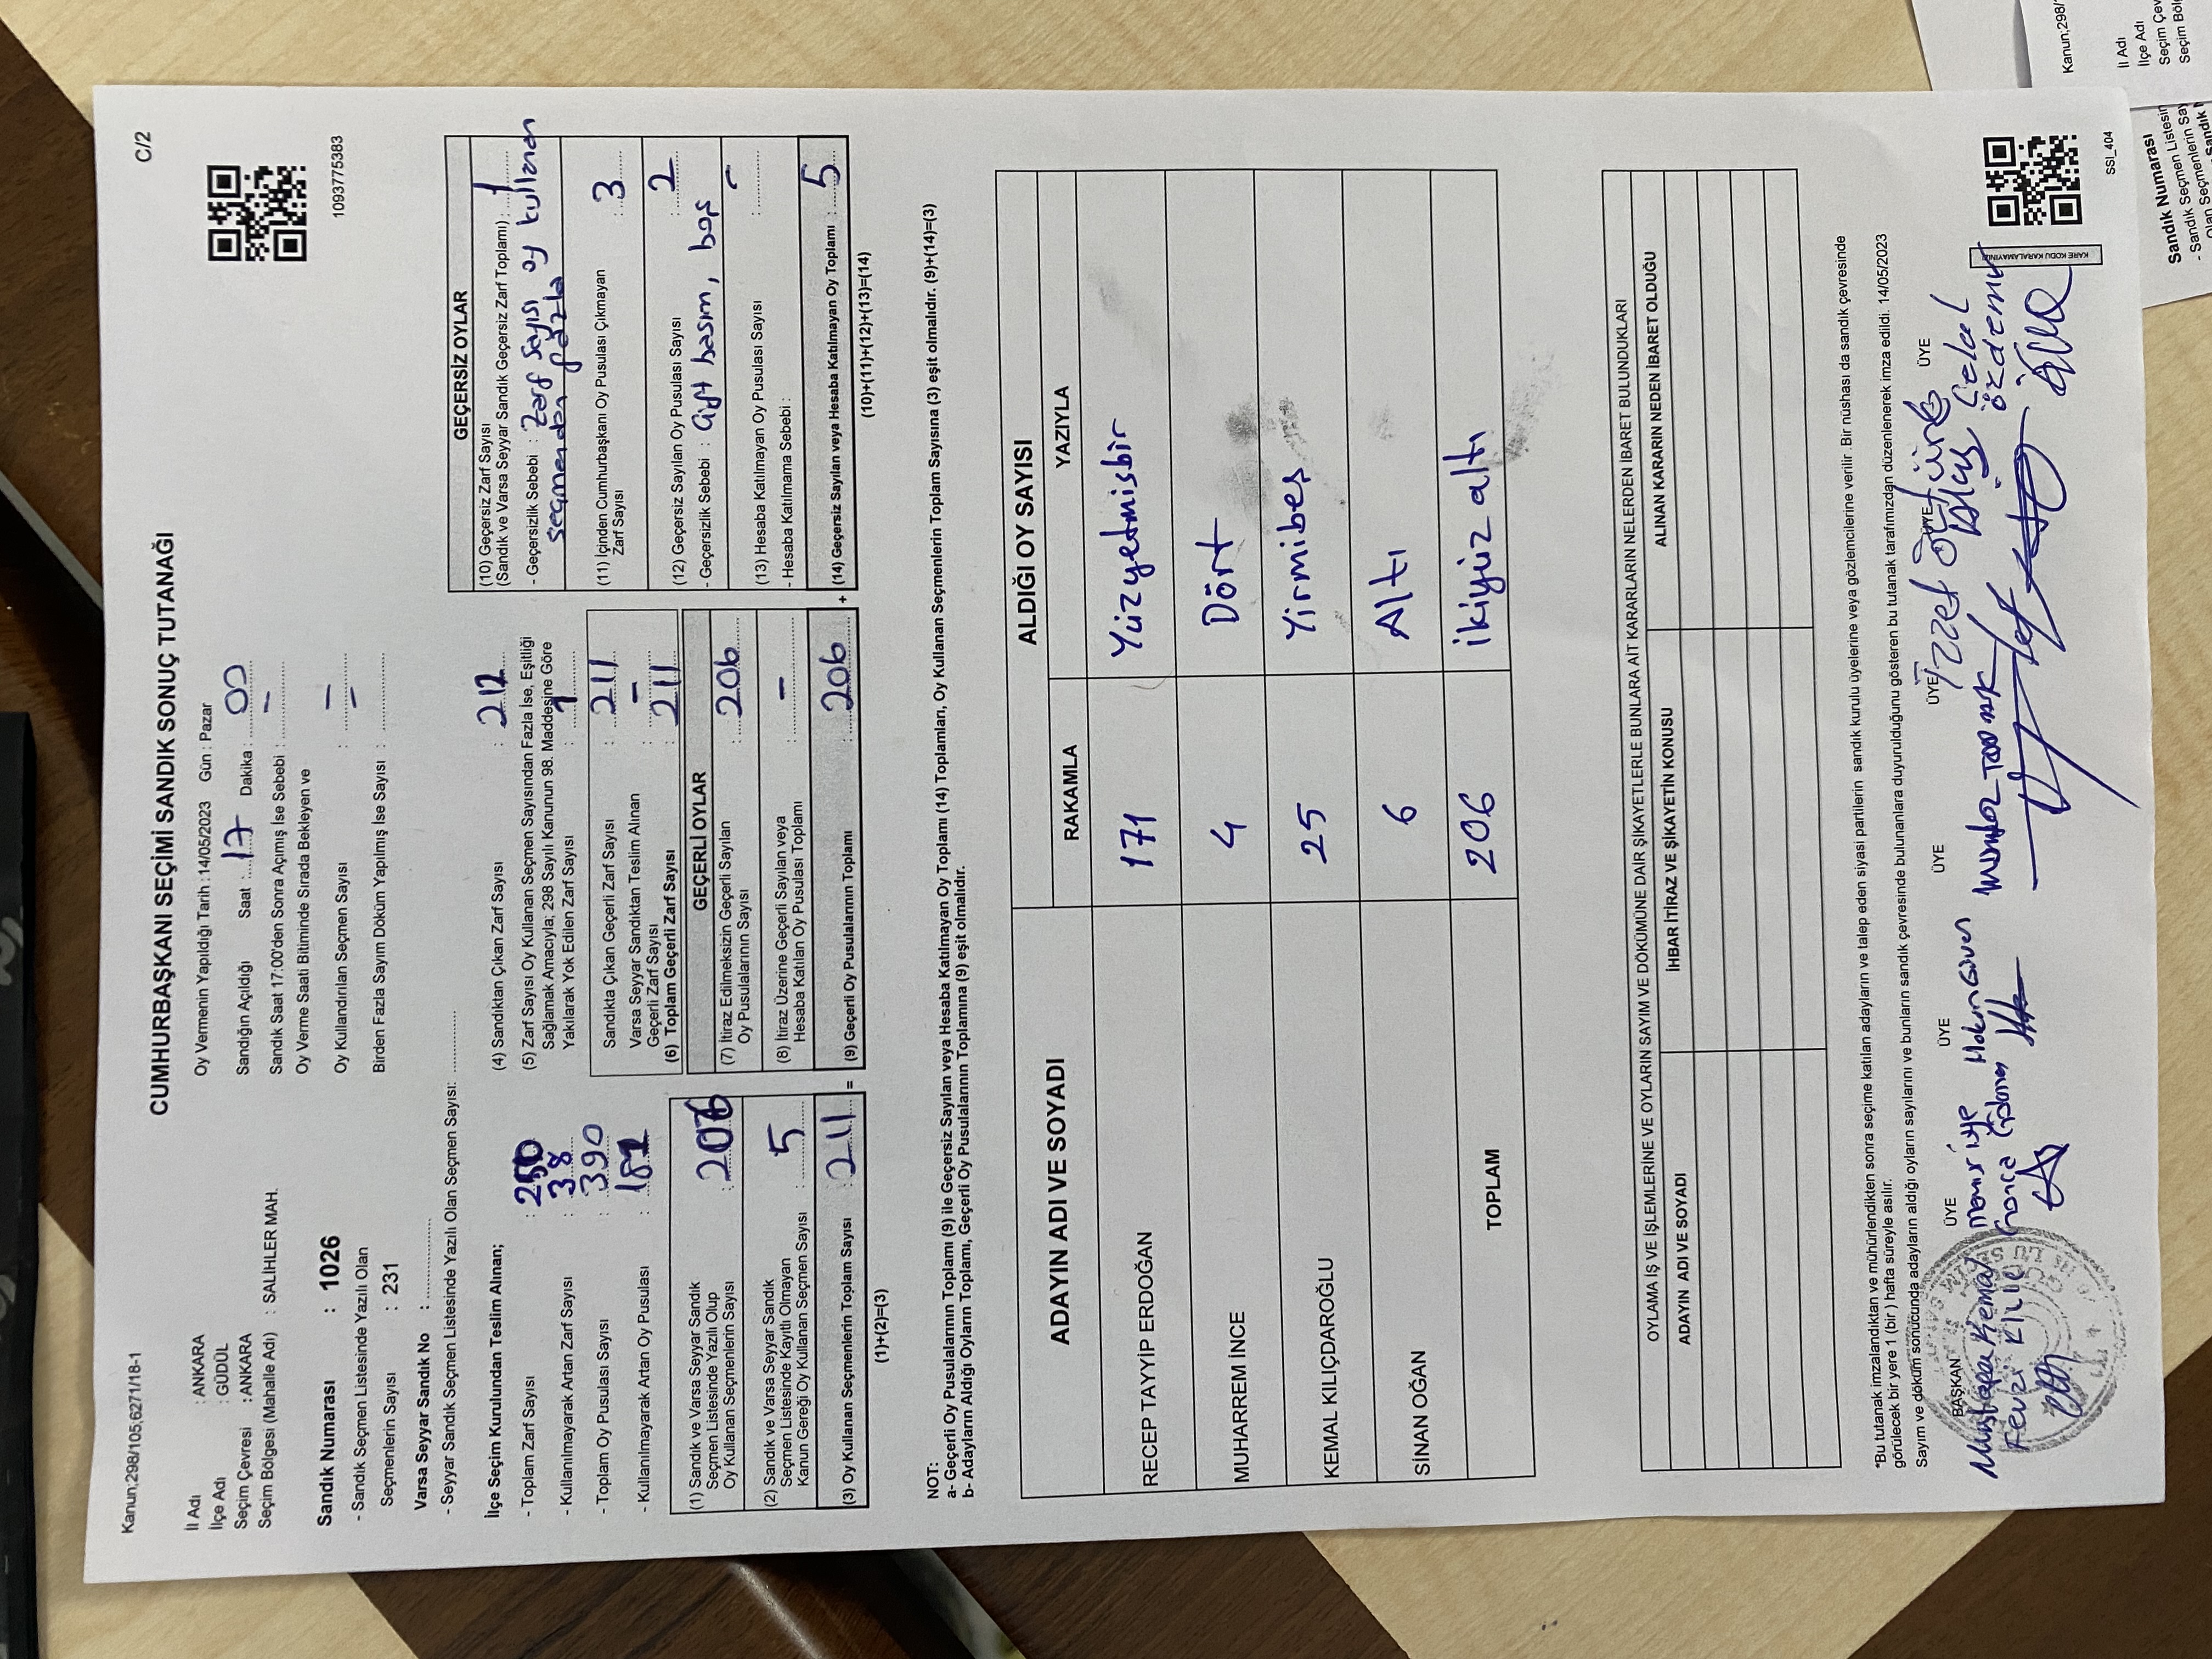 Kanun;298/105;6271/18-1
C/2
CUMHURBAŞKANI SEÇİMİ SANDIK SONUÇ TUTANAĞI
İl Adı : ANKARA
İlçe Adı : GÜDÜL
Seçim Çevresi : ANKARA
Seçim Bölgesi (Mahalle Adı) : SALİHLER MAH.
Sandık Numarası : 1026
- Sandık Seçmen Listesinde Yazılı Olan
Seçmenlerin Sayısı : 231
Varsa Seyyar Sandık No : ....................
- Seyyar Sandık Seçmen Listesinde Yazılı Olan Seçmen Sayısı: ...............
Oy Vermenin Yapıldığı Tarih : 14/05/2023 Gün : Pazar
Sandığın Açıldığı Saat : 17 Dakika : 00
Sandık Saat 17:00'den Sonra Açımış İse Sebebi : –
Oy Verme Saati Bitiminde Sırada Bekleyen ve
Oy Kullandırılan Seçmen Sayısı : –
Birden Fazla Sayım Döküm Yapılmış İse Sayısı : –
1093775383
İlçe Seçim Kurulundan Teslim Alınan;
- Toplam Zarf Sayısı : 250
- Kullanılmayarak Artan Zarf Sayısı : 38
- Toplam Oy Pusulası Sayısı : 390
- Kullanılmayarak Artan Oy Pusulası :
(1) Sandık ve Varsa Seyyar Sandık
Seçmen Listesinde Yazılı Olup
Oy Kullanan Seçmenlerin Sayısı : 206
(2) Sandık ve Varsa Seyyar Sandık
Seçmen Listesinde Kayıtlı Olmayan
Kanun Gereği Oy Kullanan Seçmen Sayısı : 5
(3) Oy Kullanan Seçmenlerin Toplam Sayısı : 211 =
(1)+(2)=(3)
(4) Sandıktan Çıkan Zarf Sayısı : 212
(5) Zarf Sayısı Oy Kullanan Seçmen Sayısından Fazla İse, Eşitliği
Sağlamak Amacıyla; 298 Sayılı Kanunun 98. Maddesine Göre
Yakılarak Yok Edilen Zarf Sayısı : 1
Sandıkta Çıkan Geçerli Zarf Sayısı : 211
Varsa Seyyar Sandıktan Teslim Alınan
Geçerli Zarf Sayısı : –
(6) Toplam Geçerli Zarf Sayısı : 211
GEÇERLİ OYLAR
(7) İtiraz Edilmeksizin Geçerli Sayılan
Oy Pusulalarının Sayısı : 206
(8) İtiraz Üzerine Geçerli Sayılan veya
Hesaba Katılan Oy Pusulası Toplamı : –
(9) Geçerli Oy Pusulalarının Toplamı : 206 +
GEÇERSİZ OYLAR
(10) Geçersiz Zarf Sayısı
(Sandık ve Varsa Seyyar Sandık Geçersiz Zarf Toplamı) : 1
- Geçersizlik Sebebi : Zarf sayısı oy kullanan
seçmenden fazla
(11) İçinden Cumhurbaşkanı Oy Pusulası Çıkmayan
Zarf Sayısı : 3
(12) Geçersiz Sayılan Oy Pusulası Sayısı : 2
- Geçersizlik Sebebi : Çift basım, boş
(13) Hesaba Katılmayan Oy Pusulası Sayısı : –
- Hesaba Katılmama Sebebi :
(14) Geçersiz Sayılan veya Hesaba Katılmayan Oy Toplamı : 5
(10)+(11)+(12)+(13)=(14)
NOT:
a- Geçerli Oy Pusulalarının Toplamı (9) ile Geçersiz Sayılan veya Hesaba Katılmayan Oy Toplamı (14) Toplamları, Oy Kullanan Seçmenlerin Toplam Sayısına (3) eşit olmalıdır. (9)+(14)=(3)
b- Adayların Aldığı Oyların Toplamı, Geçerli Oy Pusulalarının Toplamına (9) eşit olmalıdır.
ADAYIN ADI VE SOYADI
ALDIĞI OY SAYISI
RAKAMLA YAZIYLA
RECEP TAYYİP ERDOĞAN 171 Yüzyetmisbir
MUHARREM İNCE 4 Dört
KEMAL KILIÇDAROĞLU 25 Yirmibeş
SİNAN OĞAN 6 Altı
TOPLAM 206 ikiyüz altı
OYLAMA İŞ VE İŞLEMLERİNE VE OYLARIN SAYIM VE DÖKÜMÜNE DAİR ŞİKAYETLERLE BUNLARA AİT KARARLARIN NELERDEN İBARET BULUNDUKLARI
ADAYIN ADI VE SOYADI İHBAR İTİRAZ VE ŞİKAYETİN KONUSU ALINAN KARARIN NEDEN İBARET OLDUĞU
*Bu tutanak imzalandıktan ve mühürlendikten sonra seçime katılan adayların ve talep eden siyasi partilerin sandık kurulu üyelerine veya gözlemcilerine verilir .Bir nüshası da sandık çevresinde
görülecek bir yere 1 (bir ) hafta süreyle asılır.
Sayım ve döküm sonucunda adayların aldığı oyların sayılarını ve bunların sandık çevresinde bulunanlara duyurulduğunu gösteren bu tutanak tarafımızdan düzenlenerek imza edildi. 14/05/2023
BAŞKAN ÜYE ÜYE ÜYE ÜYE ÜYE ÜYE
Mustafa Kemal
Fevzi KILIÇ
Gonca
Hakan Güven
İzzet Öztürk
Celal
özdemir
KARE KODU KARALAMAYINIZ
SSI_404
Kanun;298/1
İl Adı
İlçe Adı
Seçim Çev
Seçim Böl
Sandık Numarası
- Sandık Seçmen Listesin
Olan Seçmenlerin Say